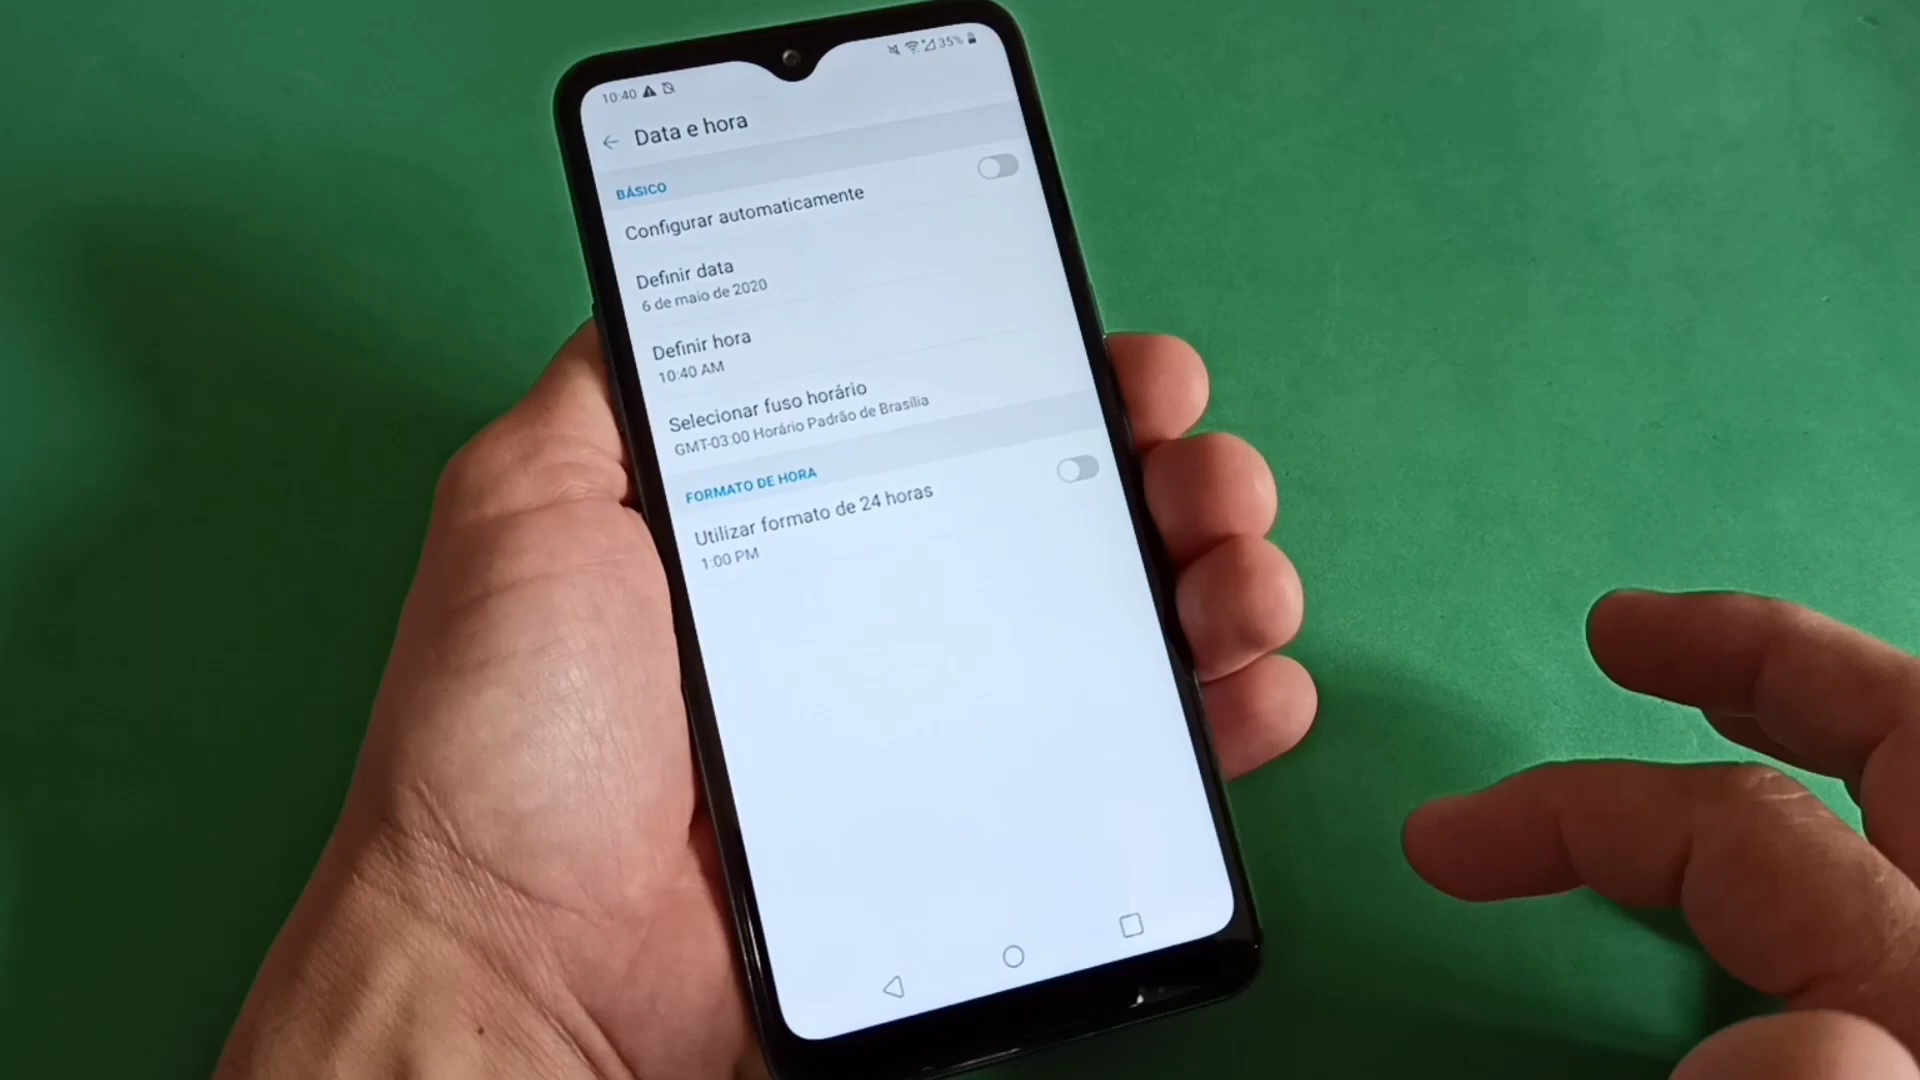 10:40
35%
Data e hora
BÁSICO
Configurar automaticamente
Definir data
6 de maio de 2020
Definir hora
10:40 AM
Selecionar fuso horário
GMT-03:00 Horário Padrão de Brasília
FORMATO DE HORA
Utilizar formato de 24 horas
1:00 PM